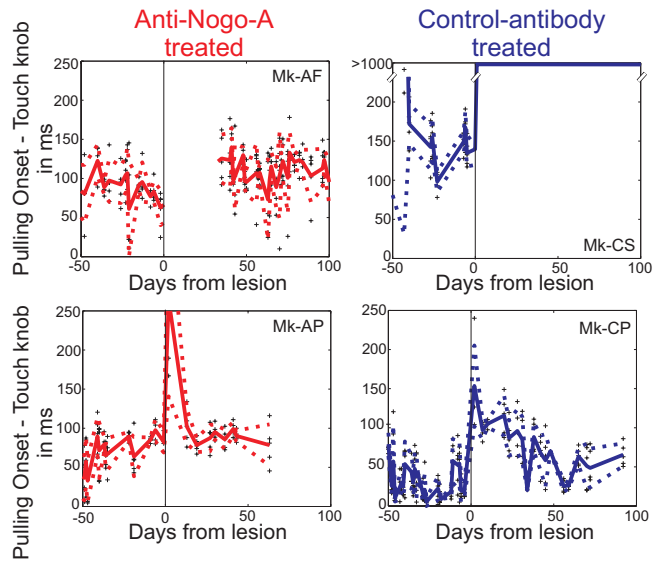 Anti-Nogo-A
treated
Control-antibody
treated
Pulling Onset - Touch knob
in ms
250
200
150
100
50
0
Mk-AF
-50
0
50
100
Days from lesion
>1000
200
150
100
50
0
Mk-CS
-50
0
50
100
Days from lesion
Pulling Onset - Touch knob
in ms
250
200
150
100
50
0
Mk-AP
-50
0
50
100
Days from lesion
250
200
150
100
50
0
Mk-CP
-50
0
50
100
Days from lesion